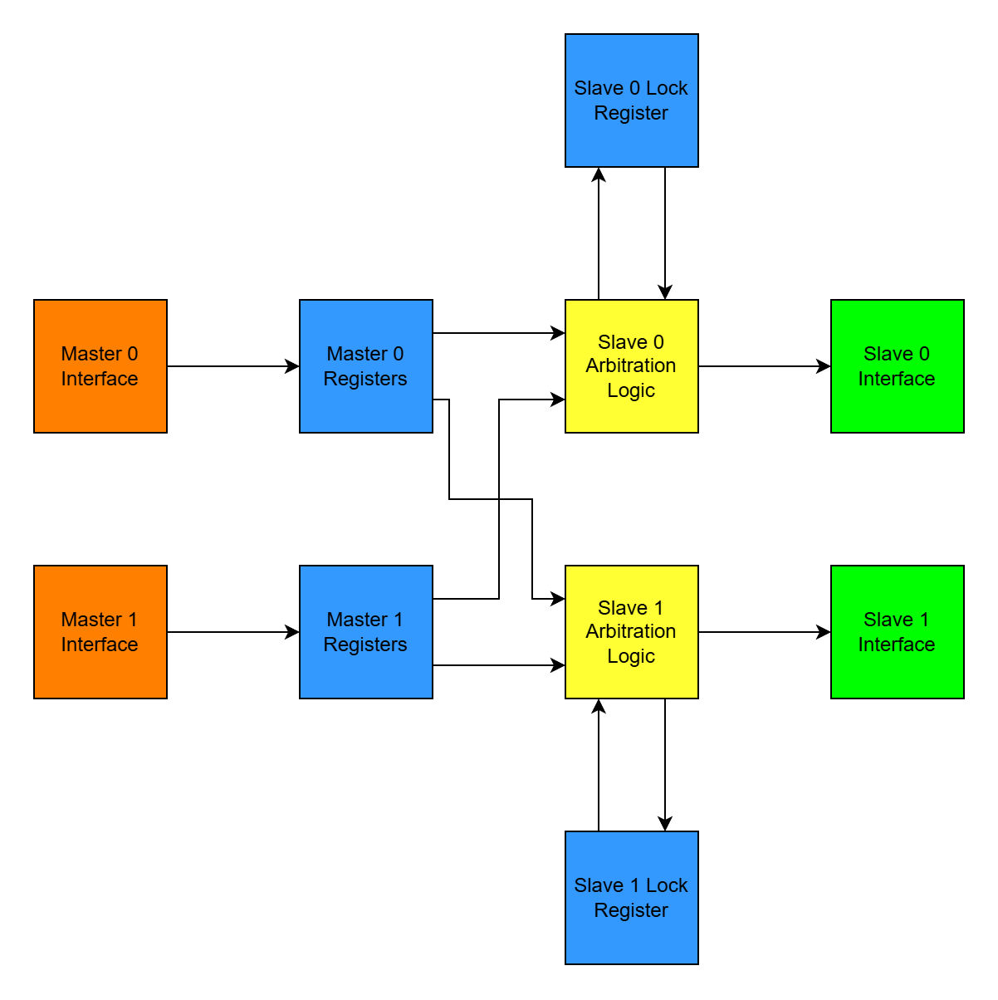 Slave 0 Lock
Register
Master 0
Interface
Master 0
Registers
Slave 0
Arbitration
Logic
Slave 0
Interface
Master 1
Interface
Master 1
Registers
Slave 1
Arbitration
Logic
Slave 1
Interface
Slave 1 Lock
Register